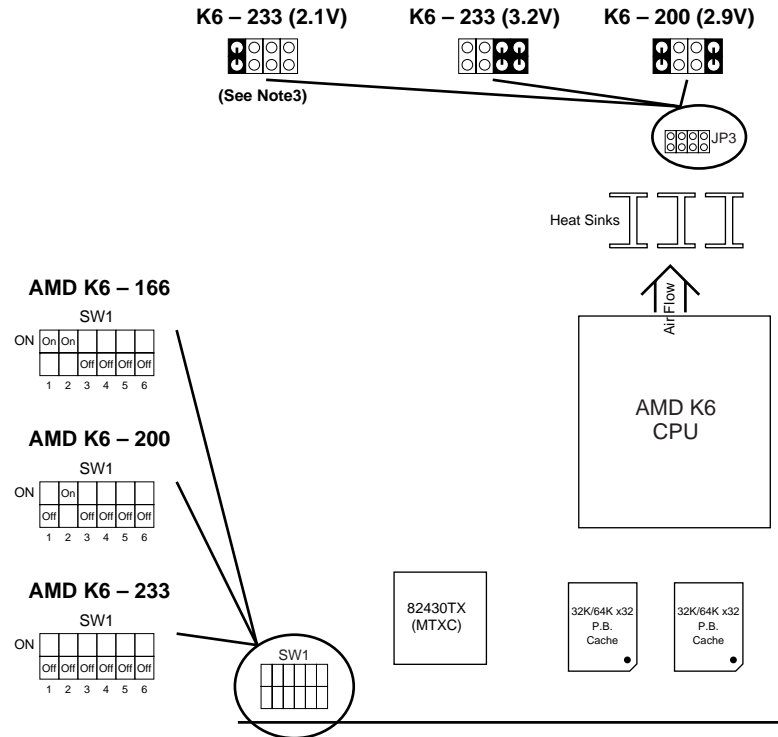 K6 – 233 (2.1V) K6 – 233 (3.2V) K6 – 200 (2.9V)
(See Note3)
JP3
Heat Sinks
Air Flow
AMD K6 – 166
SW1
ON On On
Off Off Off Off
1 2 3 4 5 6
AMD K6
CPU
AMD K6 – 200
SW1
ON On
Off Off Off Off Off
1 2 3 4 5 6
AMD K6 – 233
SW1
ON
Off Off Off Off Off Off
1 2 3 4 5 6
82430TX
(MTXC)
32K/64K x32
P.B.
Cache
32K/64K x32
P.B.
Cache
SW1